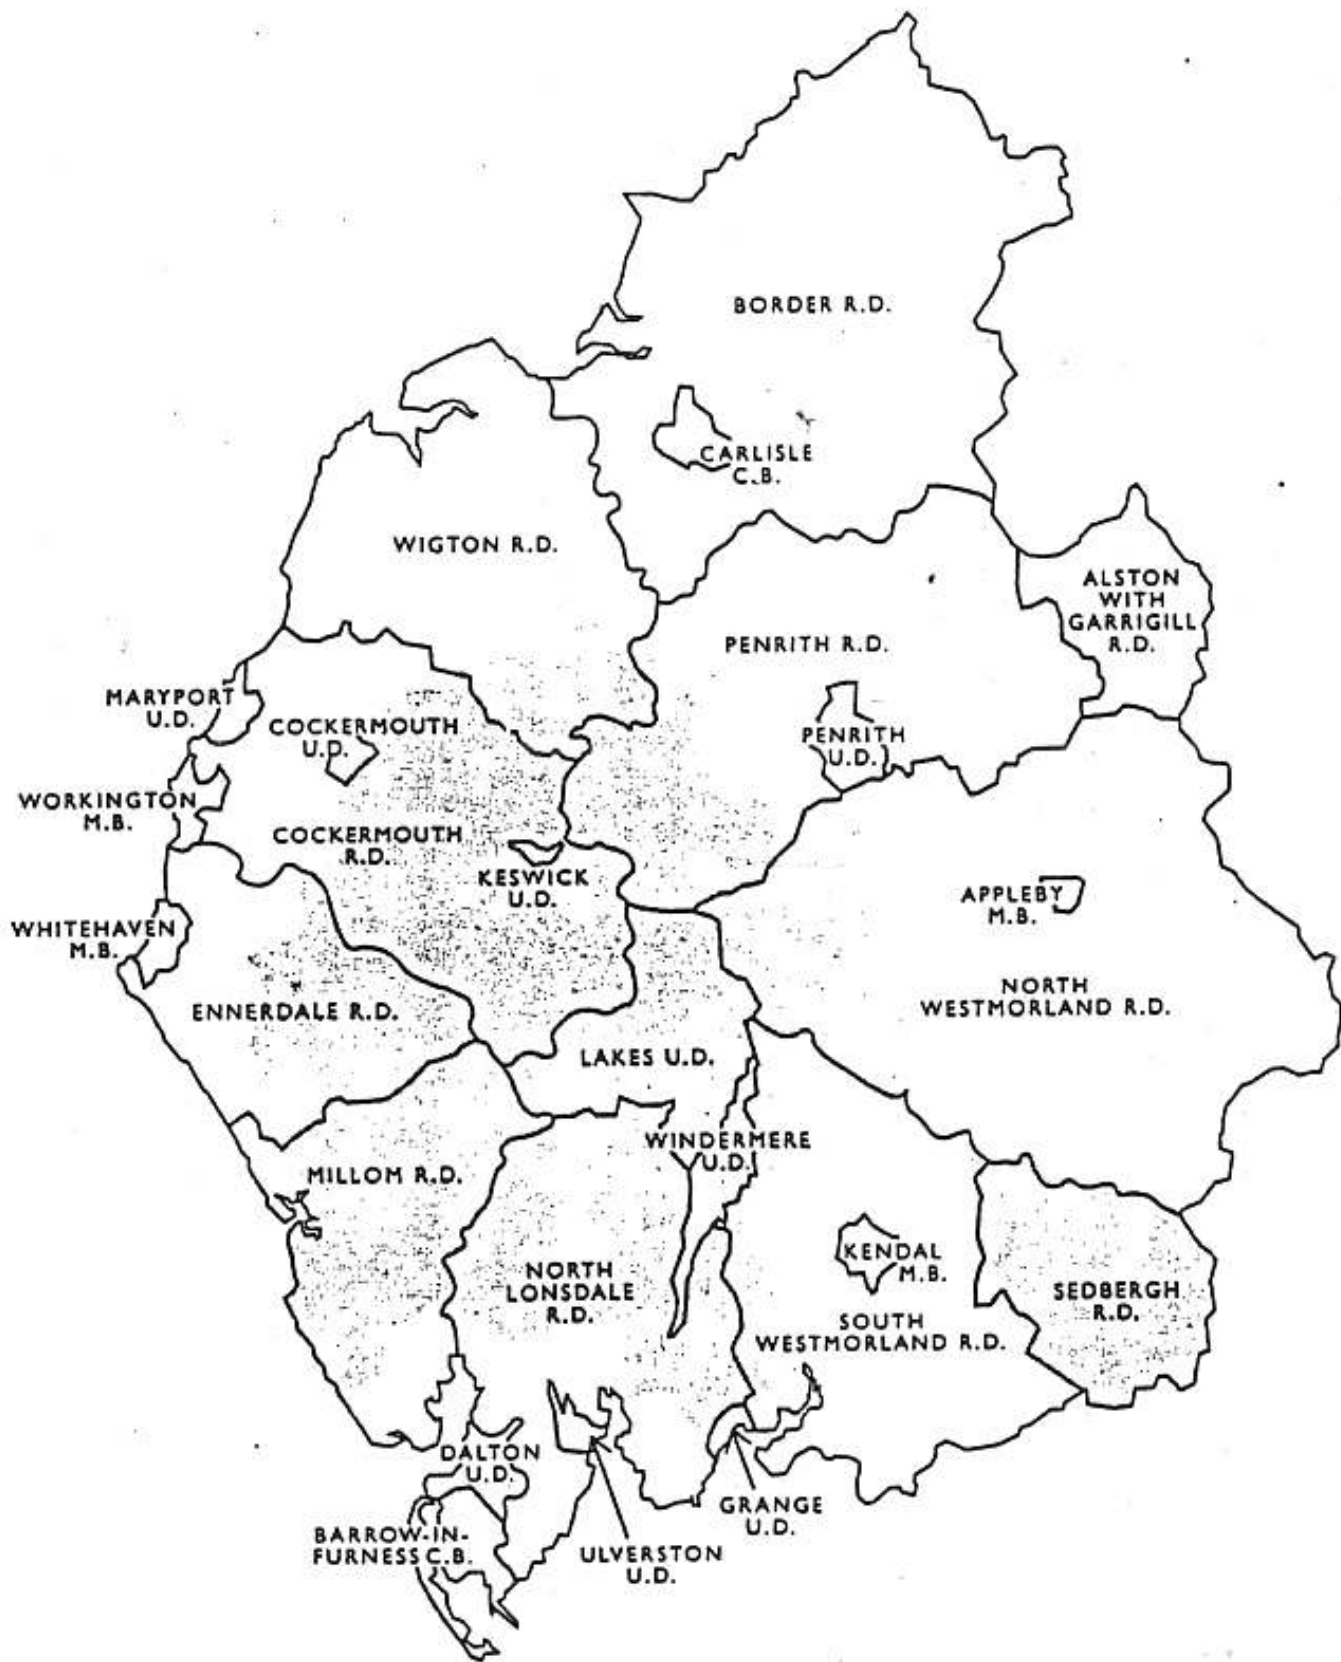 BORDER R.D.
CARLISLE
C.B.
WIGTON R.D.
ALSTON
WITH
GARRIGILL
R.D.
PENRITH R.D.
MARYPORT
U.D.
COCKERMOUTH
U.D.
PENRITH
U.D.
WORKINGTON
M.B.
COCKERMOUTH
R.D.
KESWICK
U.D.
APPLEBY
M.B.
WHITEHAVEN
M.B.
ENNERDALE R.D.
NORTH
WESTMORLAND R.D.
LAKES U.D.
WINDERMERE
U.D.
MILLOM R.D.
KENDAL
M.B.
NORTH
LONSDALE
R.D.
SEDBERGH
R.D.
SOUTH
WESTMORLAND R.D.
DALTON
U.D.
GRANGE
U.D.
BARROW-IN-
FURNESS C.B.
ULVERSTON
U.D.